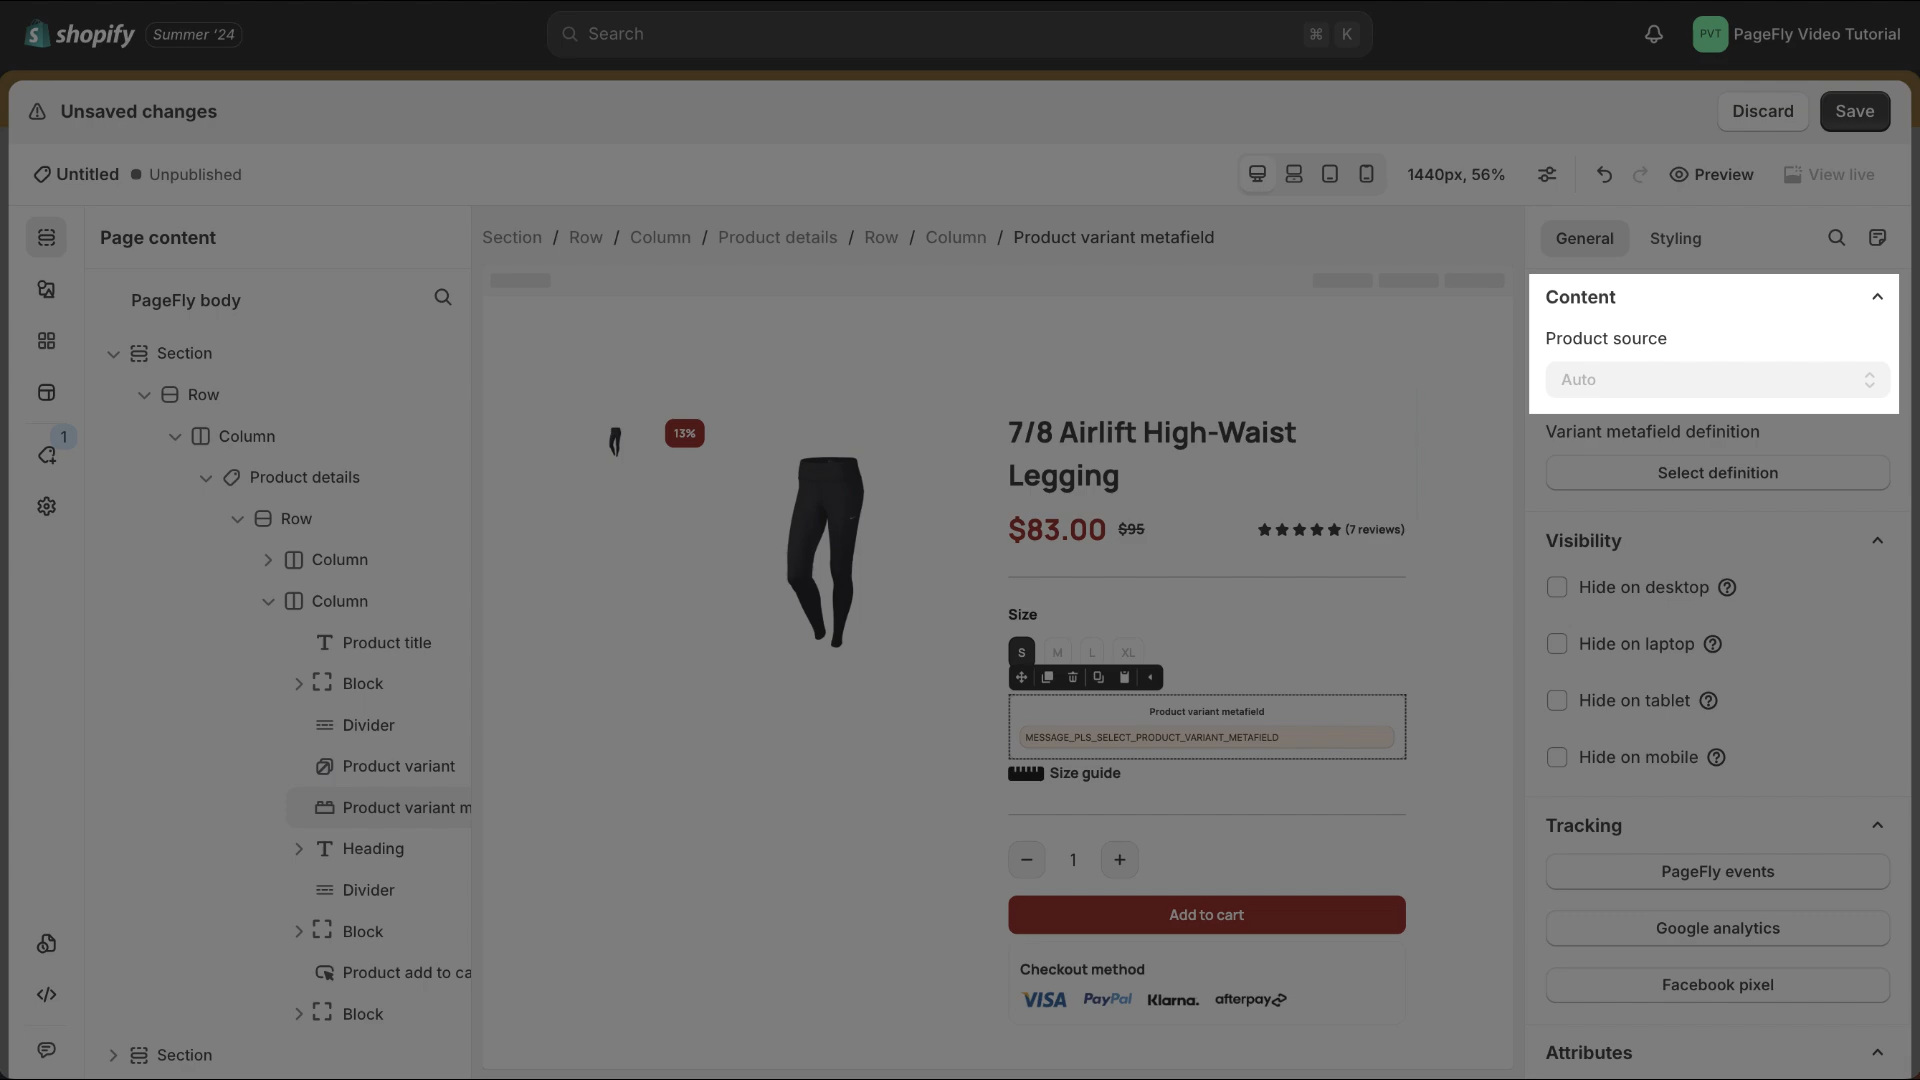 shopify Summer '24
Search
⌘ K
PVT PageFly Video Tutorial
Unsaved changes
Discard
Save
Untitled Unpublished
1440px, 56%
Preview
View live
Page content
PageFly body
Section
Row
Column
Product details
Row
Column
Column
Product title
Block
Divider
Product variant
Product variant m
Heading
Divider
Block
Product add to ca
Block
Section
1
Section / Row / Column / Product details / Row / Column / Product variant metafield
13%
7/8 Airlift High-Waist
Legging
$83.00 $95
(7 reviews)
Size
S M L XL
Product variant metafield
MESSAGE_PLS_SELECT_PRODUCT_VARIANT_METAFIELD
Size guide
− 1 +
Add to cart
Checkout method
VISA PayPal Klarna. afterpay
General
Styling
Content
Product source
Auto
Variant metafield definition
Select definition
Visibility
Hide on desktop ?
Hide on laptop ?
Hide on tablet ?
Hide on mobile ?
Tracking
PageFly events
Google analytics
Facebook pixel
Attributes